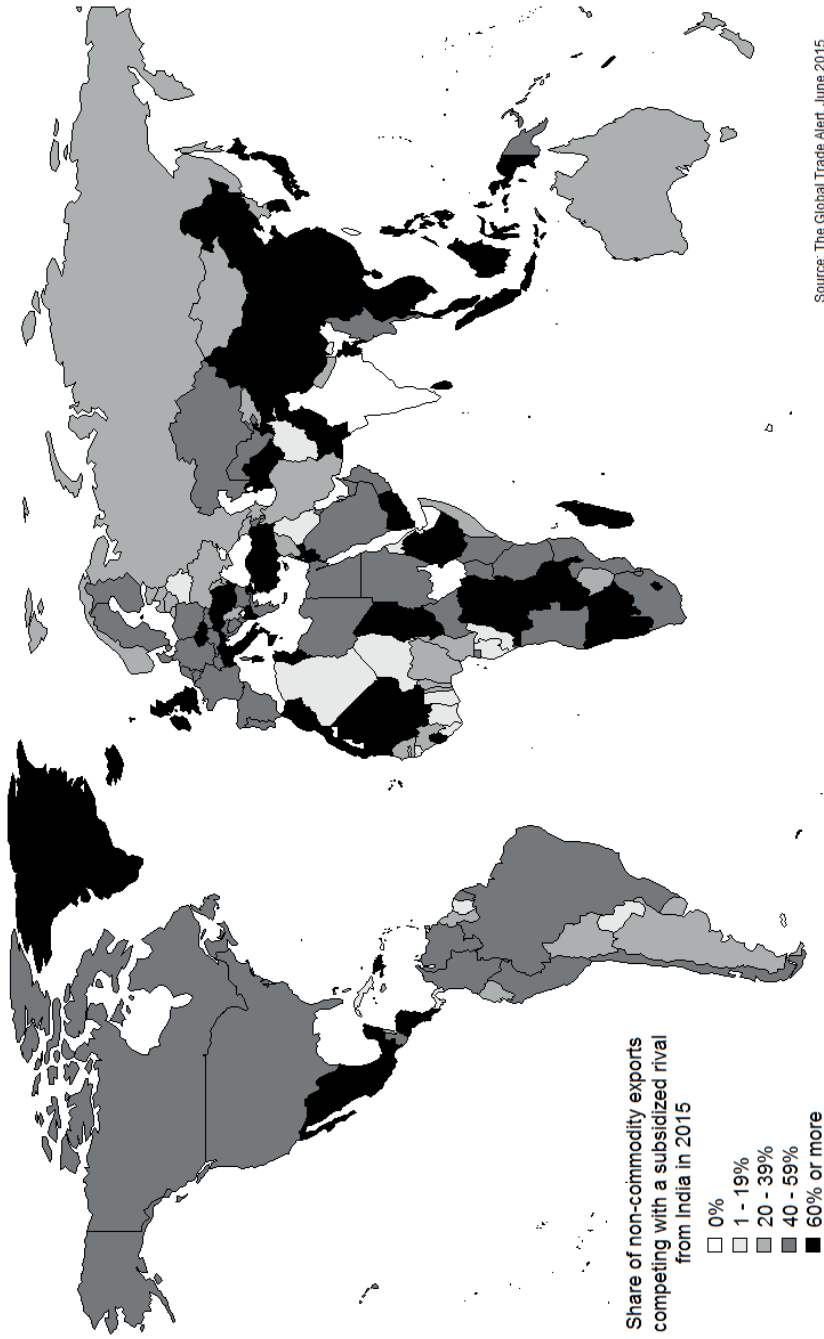 Share of non-commodity exports
competing with a subsidized rival
from India in 2015
0%
1 - 19%
20 - 39%
40 - 59%
60% or more
Source: The Global Trade Alert, June 2015